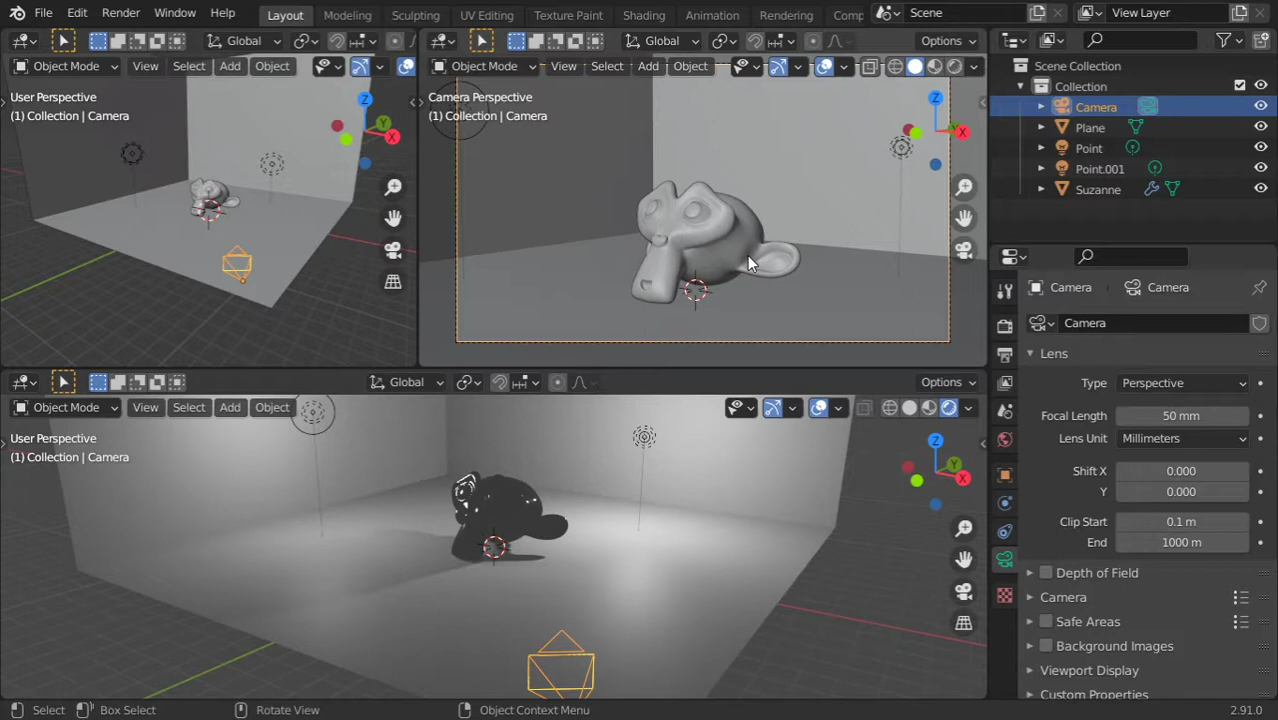 File Edit Render Window Help Layout Modeling Sculpting UV Editing Texture Paint Shading Animation Rendering Comp Scene View Layer
Global Global Options
Object Mode View Select Add Object Object Mode View Select Add Object
User Perspective
(1) Collection | Camera
Z
Y
X
Camera Perspective
(1) Collection | Camera
Z
X
Global Options
Object Mode View Select Add Object
User Perspective
(1) Collection | Camera
Z
Y
X
Scene Collection
Collection
Camera
Plane
Point
Point.001
Suzanne
Camera Camera
Camera
Lens
Type Perspective
Focal Length 50 mm
Lens Unit Millimeters
Shift X 0.000
Y 0.000
Clip Start 0.1 m
End 1000 m
Depth of Field
Camera
Safe Areas
Background Images
Viewport Display
Custom Properties
Select Box Select Rotate View Object Context Menu 2.91.0